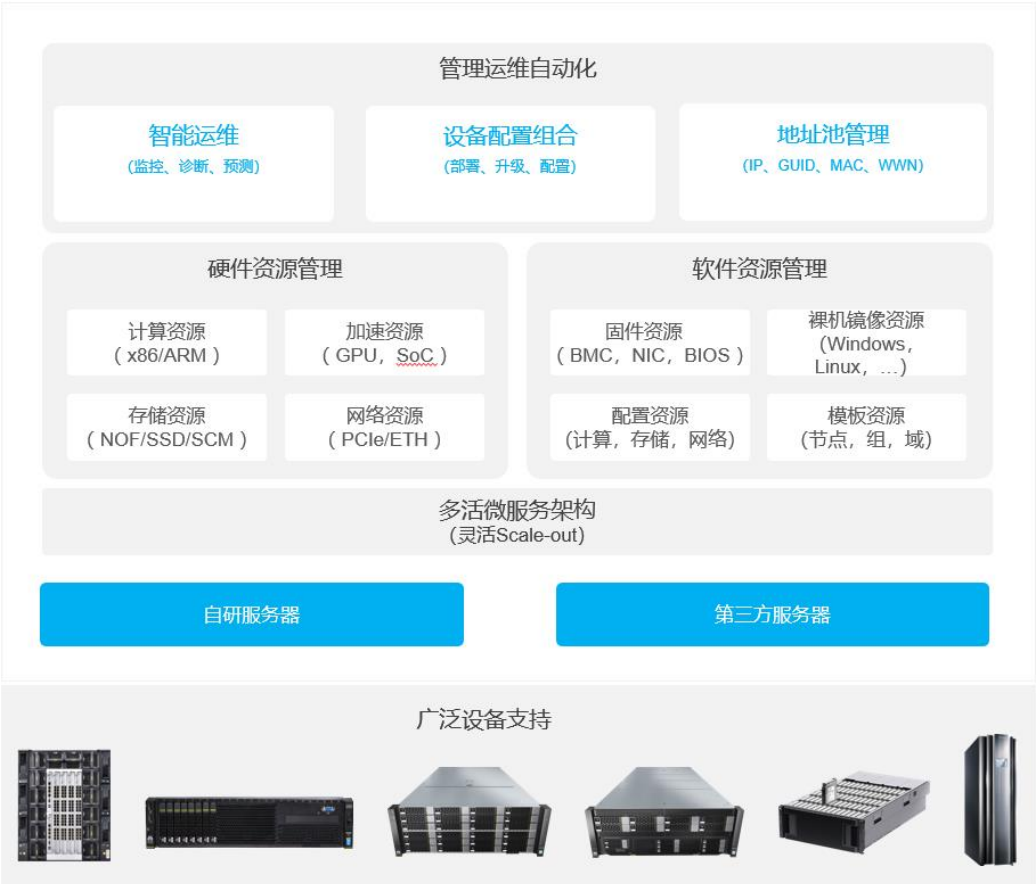 管理运维自动化
智能运维
(监控、诊断、预测)
设备配置组合
(部署、升级、配置)
地址池管理
(IP、GUID、MAC、WWN)
硬件资源管理
计算资源
( x86/ARM )
加速资源
( GPU，SoC )
存储资源
( NOF/SSD/SCM )
网络资源
( PCIe/ETH )
软件资源管理
固件资源
( BMC，NIC，BIOS )
裸机镜像资源
(Windows，
Linux，…)
配置资源
(计算，存储，网络)
模板资源
(节点，组，域)
多活微服务架构
(灵活Scale-out)
自研服务器
第三方服务器
广泛设备支持